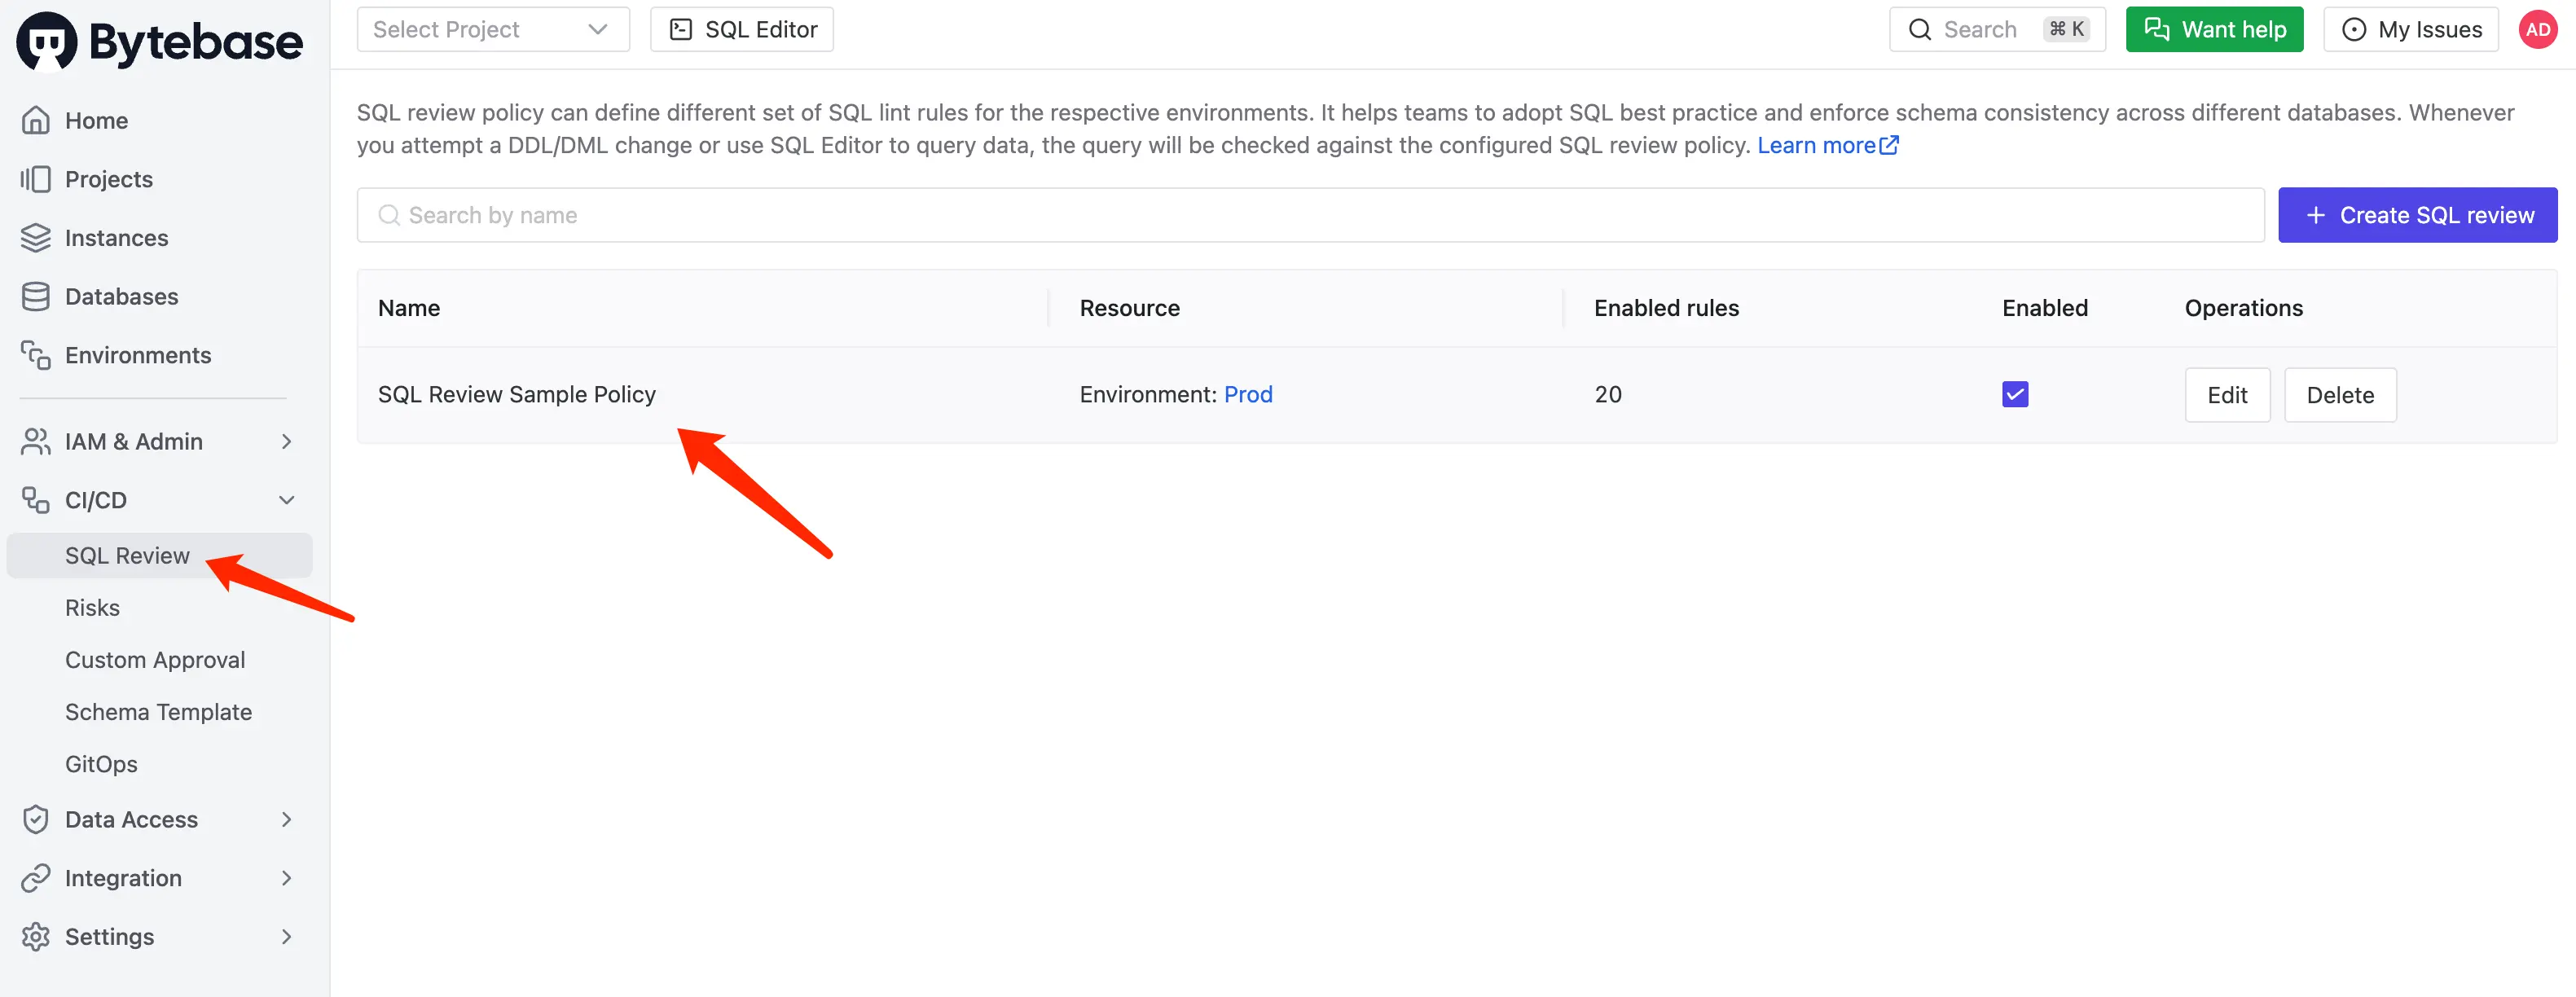 Bytebase
Select Project
SQL Editor
Search ⌘ K
Want help
My Issues
AD
Home
Projects
Instances
Databases
Environments
IAM & Admin
CI/CD
SQL Review
Risks
Custom Approval
Schema Template
GitOps
Data Access
Integration
Settings
SQL review policy can define different set of SQL lint rules for the respective environments. It helps teams to adopt SQL best practice and enforce schema consistency across different databases. Whenever
you attempt a DDL/DML change or use SQL Editor to query data, the query will be checked against the configured SQL review policy. Learn more
Search by name
+ Create SQL review
Name Resource Enabled rules Enabled Operations
SQL Review Sample Policy Environment: Prod 20 Edit Delete